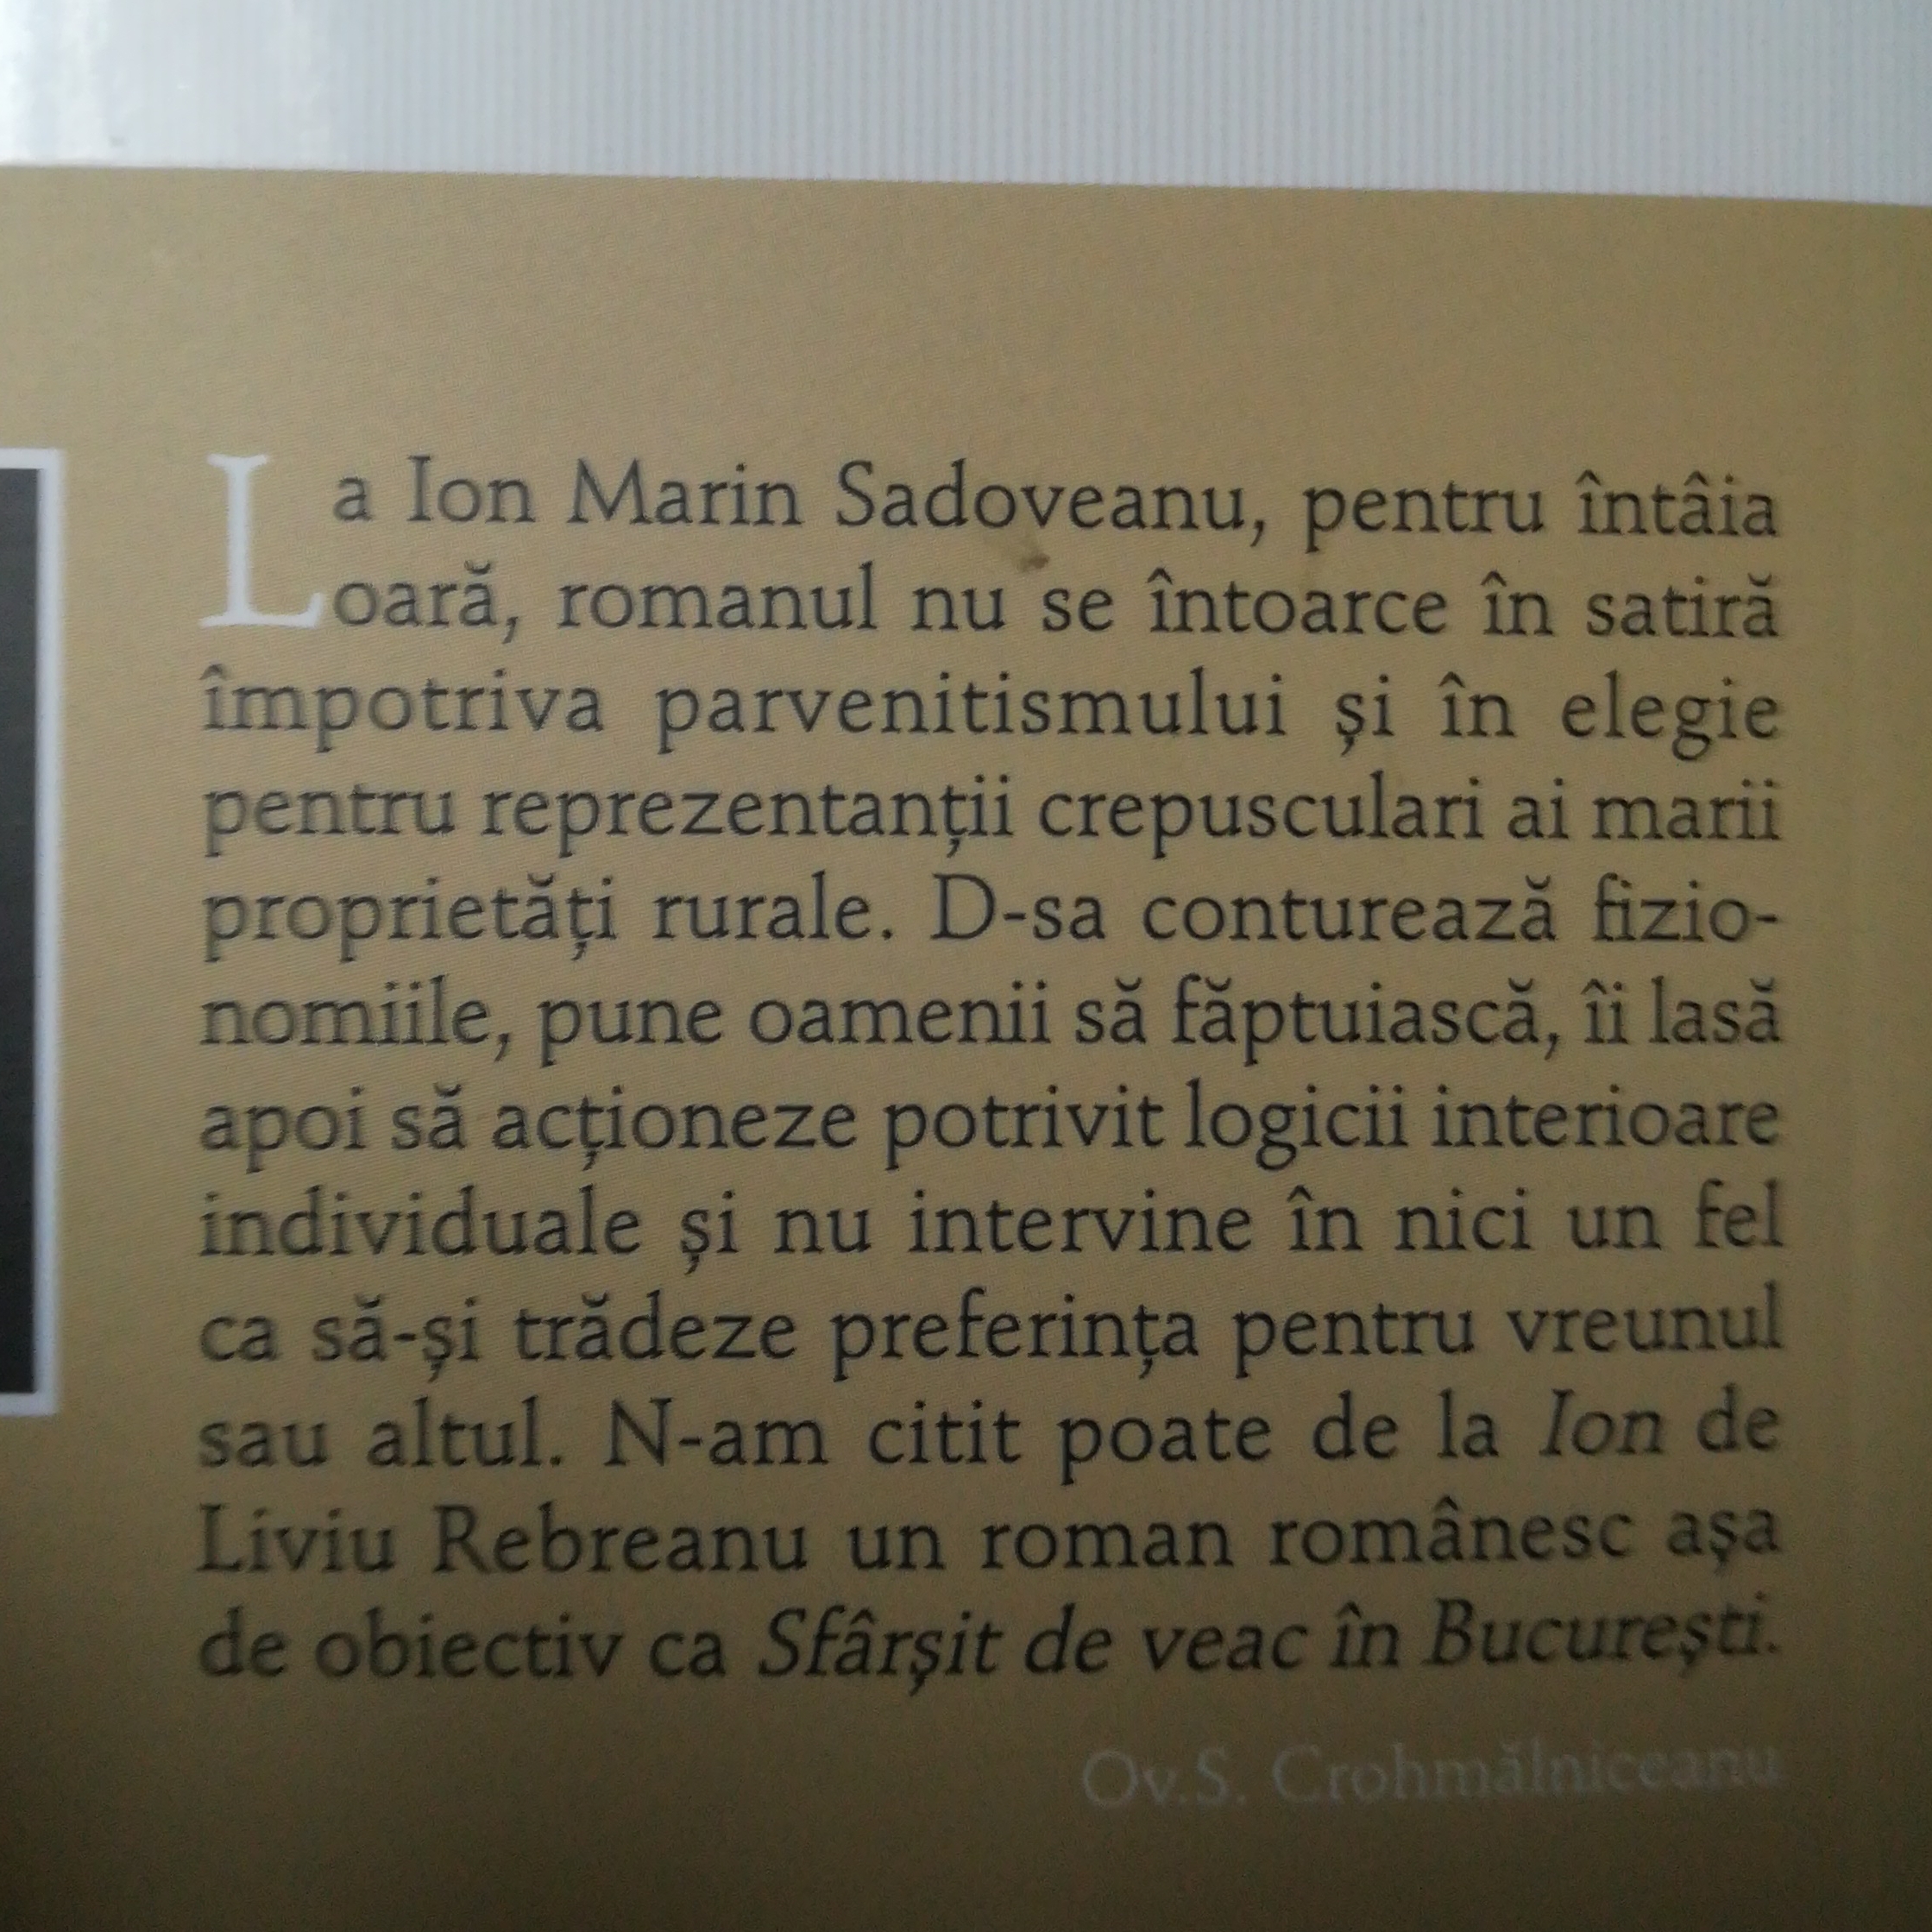 La Ion Marin Sadoveanu, pentru întâia
oară, romanul nu se întoarce în satiră
împotriva parvenitismului și în elegie
pentru reprezentanții crepusculari ai marii
proprietăți rurale. D-sa conturează fizio-
nomiile, pune oamenii să făptuiască, îi lasă
apoi să acționeze potrivit logicii interioare
individuale și nu intervine în nici un fel
ca să-și trădeze preferința pentru vreunul
sau altul. N-am citit poate de la Ion de
Liviu Rebreanu un roman românesc așa
de obiectiv ca Sfârșit de veac în București.
Ov.S. Crohmălniceanu